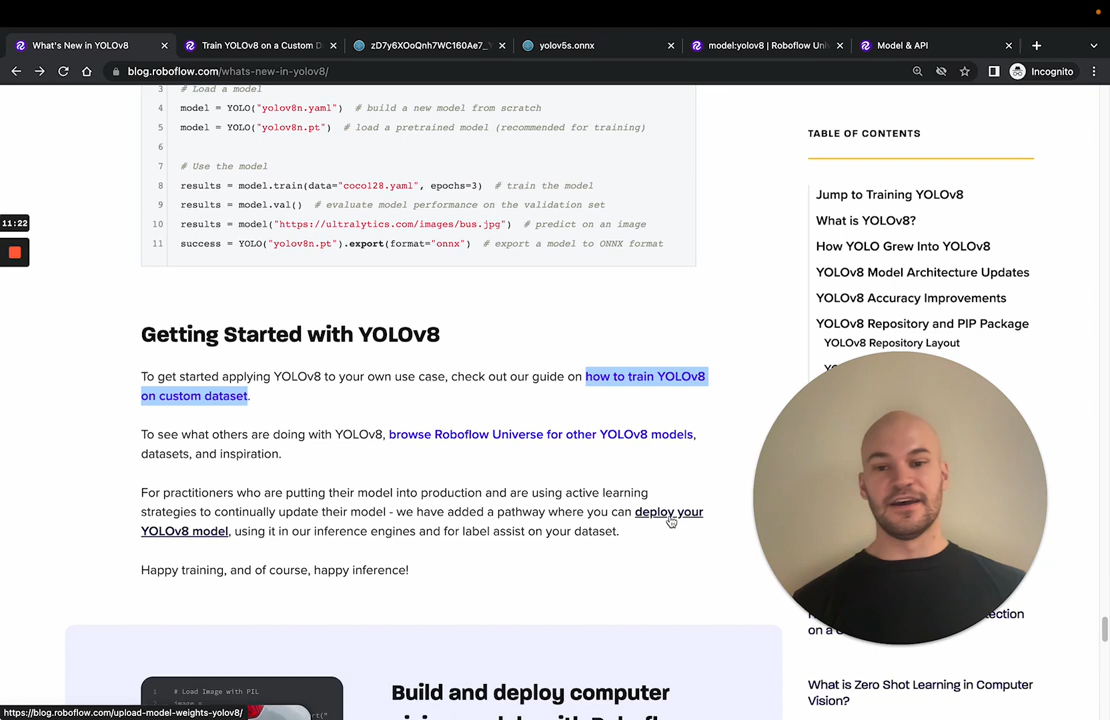 What's New in YOLOv8
Train YOLOv8 on a Custom D
zD7y6XOoQnh7WC160Ae7_
yolov5s.onnx
model:yolov8 | Roboflow Uni
Model & API
blog.roboflow.com/whats-new-in-yolov8/
Incognito
3 # Load a model
4 model = YOLO("yolov8n.yaml") # build a new model from scratch
5 model = YOLO("yolov8n.pt") # load a pretrained model (recommended for training)
6
7 # Use the model
8 results = model.train(data="coco128.yaml", epochs=3) # train the model
9 results = model.val() # evaluate model performance on the validation set
10 results = model("https://ultralytics.com/images/bus.jpg") # predict on an image
11 success = YOLO("yolov8n.pt").export(format="onnx") # export a model to ONNX format
11:22
Getting Started with YOLOv8
To get started applying YOLOv8 to your own use case, check out our guide on how to train YOLOv8
on custom dataset.
To see what others are doing with YOLOv8, browse Roboflow Universe for other YOLOv8 models,
datasets, and inspiration.
For practitioners who are putting their model into production and are using active learning
strategies to continually update their model - we have added a pathway where you can deploy your
YOLOv8 model, using it in our inference engines and for label assist on your dataset.
Happy training, and of course, happy inference!
1 # Load Image with PIL
Build and deploy computer
https://blog.roboflow.com/upload-model-weights-yolov8/
TABLE OF CONTENTS
Jump to Training YOLOv8
What is YOLOv8?
How YOLO Grew Into YOLOv8
YOLOv8 Model Architecture Updates
YOLOv8 Accuracy Improvements
YOLOv8 Repository and PIP Package
YOLOv8 Repository Layout
on a
What is Zero Shot Learning in Computer
Vision?